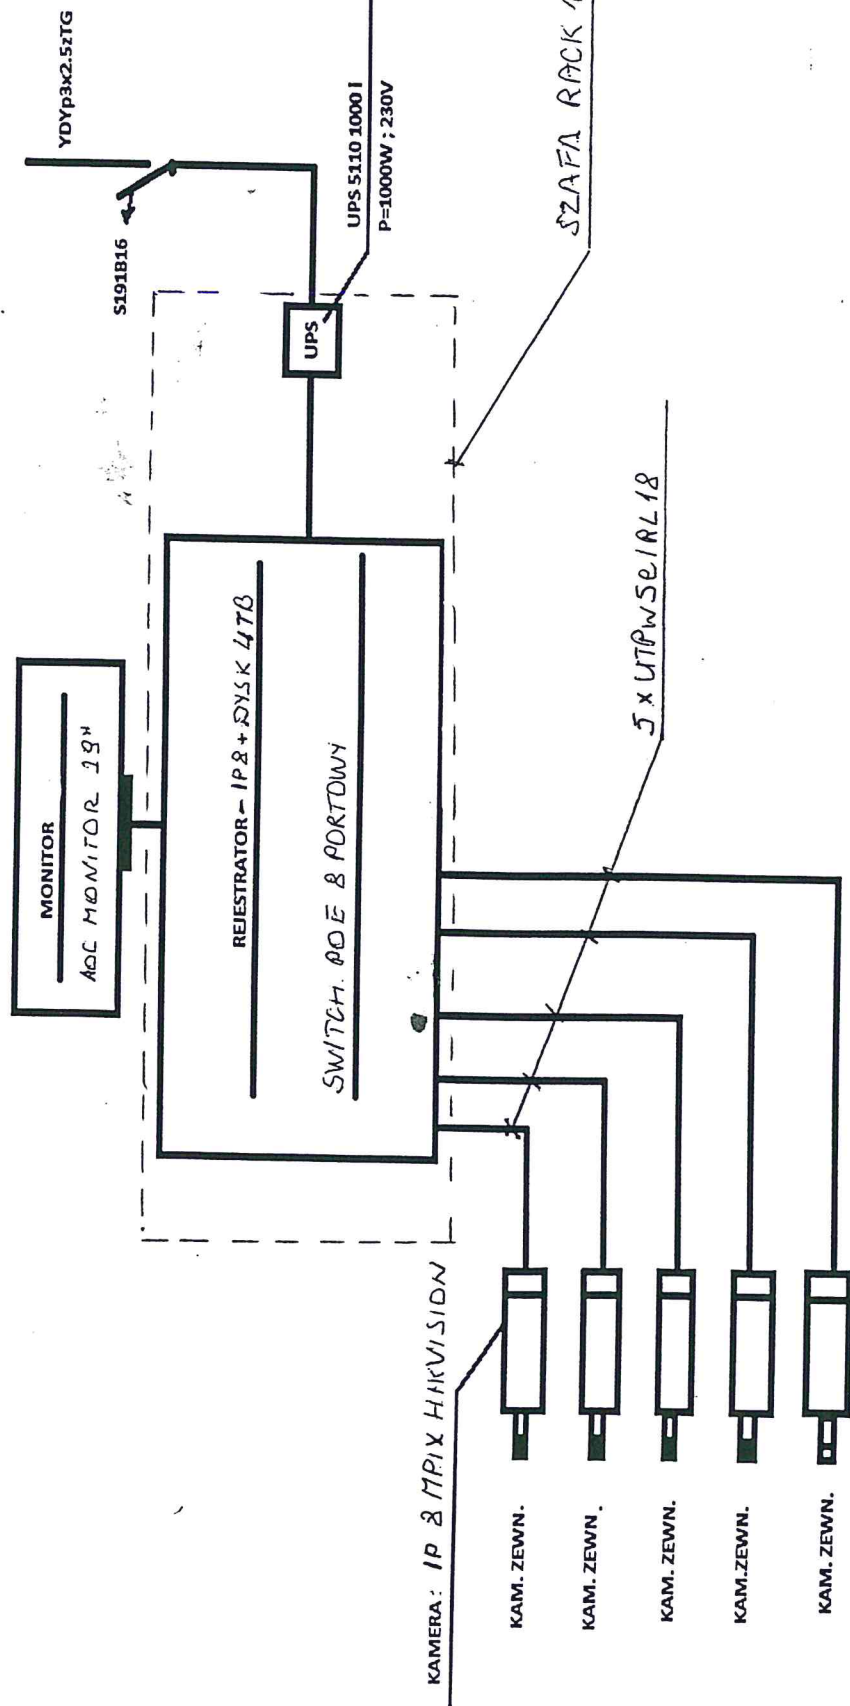 YDYp3x2.5zTG
S191B16
UPS
UPS 5110 1000 I
P=1000W ; 230V
SZAFA RACK
MONITOR
AOC MONITOR 19"
REJESTRATOR – IP8 + DYSK 4TB
SWITCH. POE 8 PORTOWY
5 x UTPw5e/RL18
KAMERA: IP 8 MPIX HIKVISION
KAM. ZEWN.
KAM. ZEWN.
KAM. ZEWN.
KAM.ZEWN.
KAM. ZEWN.